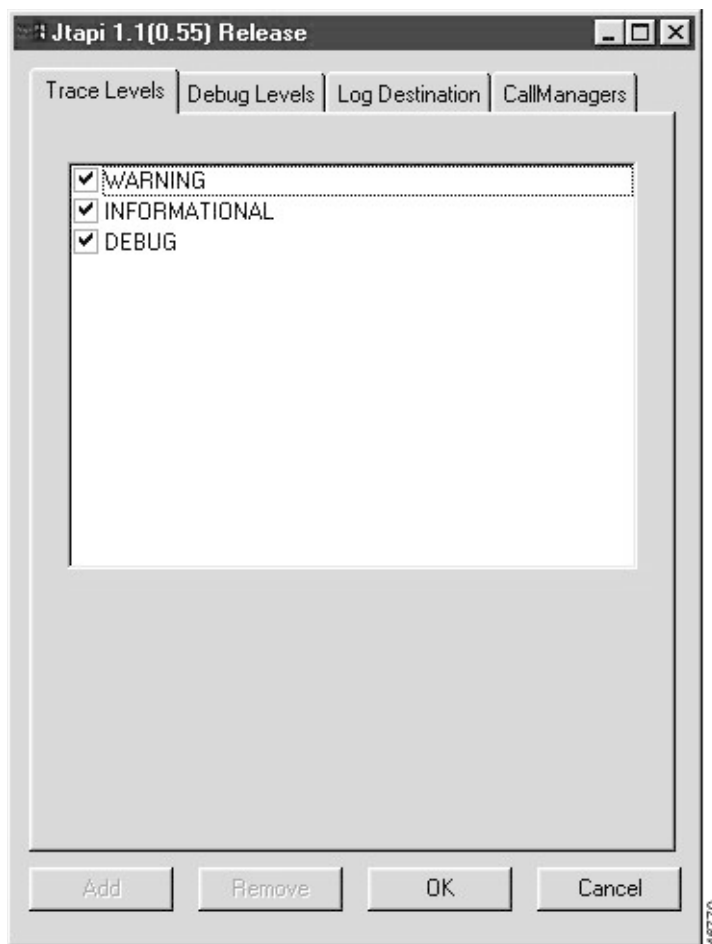 Jtapi 1.1(0.55) Release
Trace Levels Debug Levels Log Destination CallManagers
WARNING
INFORMATIONAL
DEBUG
Add Remove OK Cancel